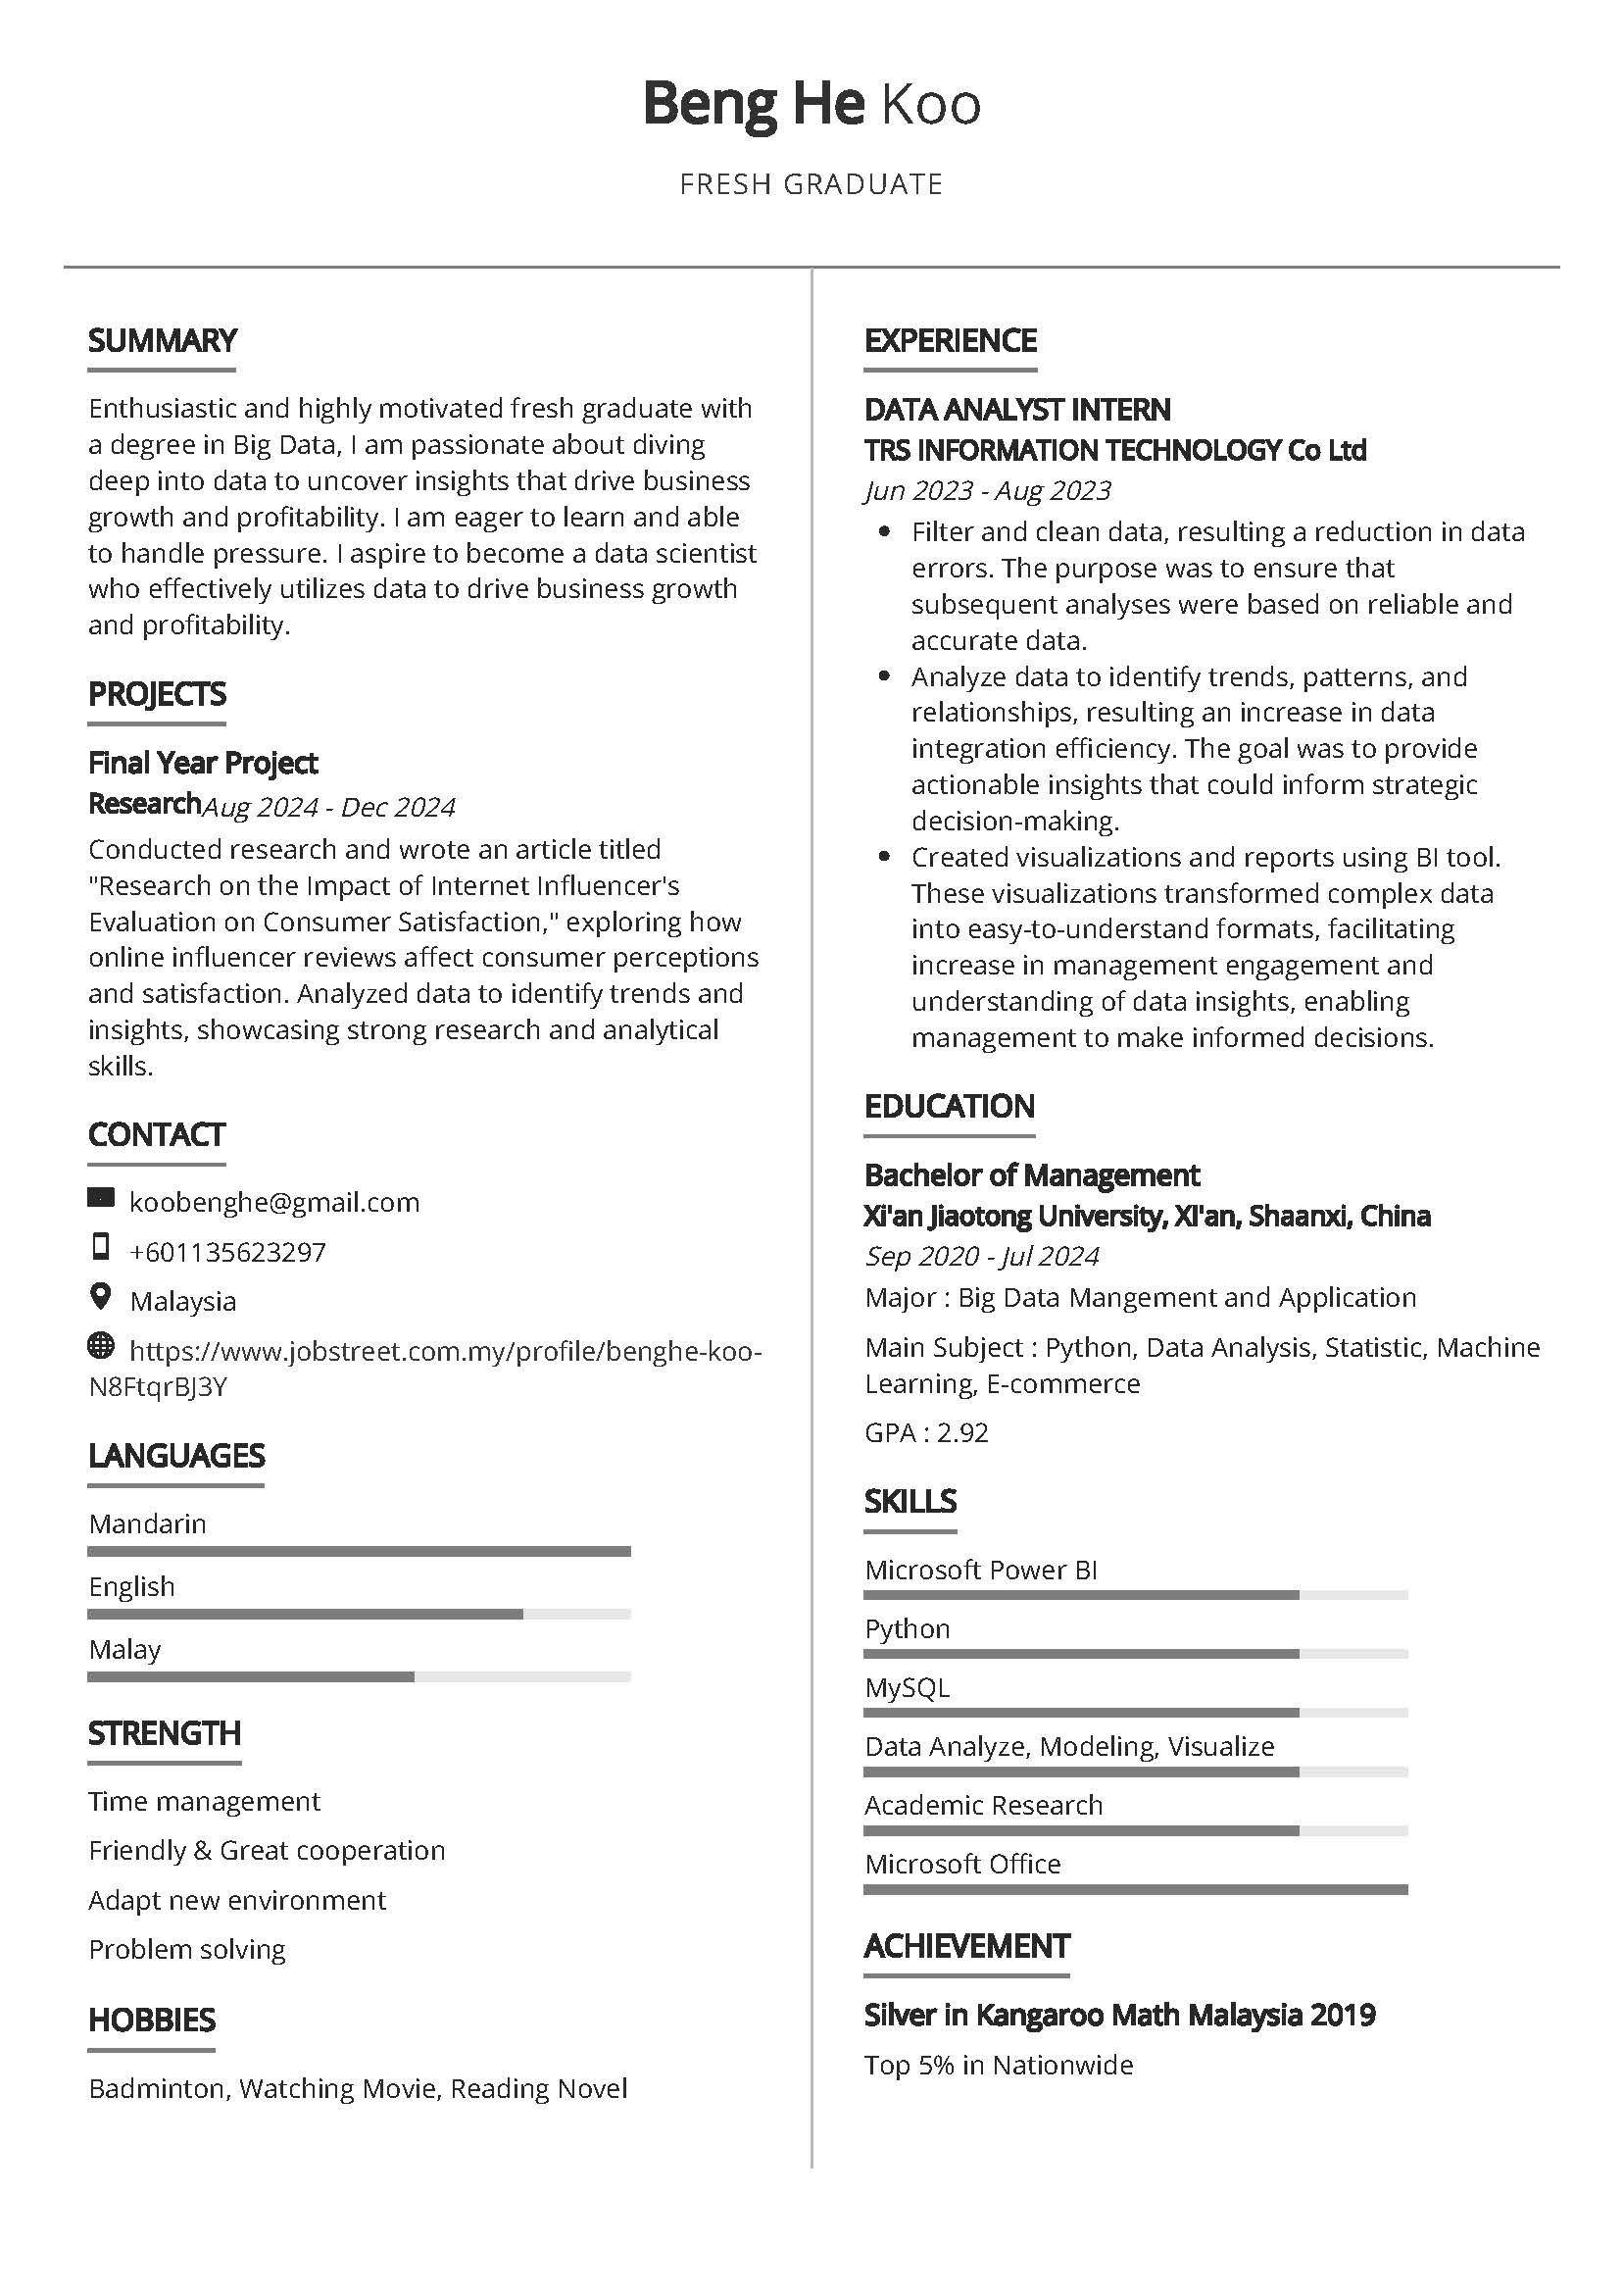 Beng He Koo
FRESH GRADUATE
SUMMARY
Enthusiastic and highly motivated fresh graduate with
a degree in Big Data, I am passionate about diving
deep into data to uncover insights that drive business
growth and profitability. I am eager to learn and able
to handle pressure. I aspire to become a data scientist
who effectively utilizes data to drive business growth
and profitability.
PROJECTS
Final Year Project
Research Aug 2024 - Dec 2024
Conducted research and wrote an article titled
"Research on the Impact of Internet Influencer's
Evaluation on Consumer Satisfaction," exploring how
online influencer reviews affect consumer perceptions
and satisfaction. Analyzed data to identify trends and
insights, showcasing strong research and analytical
skills.
CONTACT
koobenghe@gmail.com
+601135623297
Malaysia
https://www.jobstreet.com.my/profile/benghe-koo-
N8FtqrBJ3Y
LANGUAGES
Mandarin
English
Malay
STRENGTH
Time management
Friendly & Great cooperation
Adapt new environment
Problem solving
HOBBIES
Badminton, Watching Movie, Reading Novel
EXPERIENCE
DATA ANALYST INTERN
TRS INFORMATION TECHNOLOGY Co Ltd
Jun 2023 - Aug 2023
• Filter and clean data, resulting a reduction in data
errors. The purpose was to ensure that
subsequent analyses were based on reliable and
accurate data.
• Analyze data to identify trends, patterns, and
relationships, resulting an increase in data
integration efficiency. The goal was to provide
actionable insights that could inform strategic
decision-making.
• Created visualizations and reports using BI tool.
These visualizations transformed complex data
into easy-to-understand formats, facilitating
increase in management engagement and
understanding of data insights, enabling
management to make informed decisions.
EDUCATION
Bachelor of Management
Xi'an Jiaotong University, XI'an, Shaanxi, China
Sep 2020 - Jul 2024
Major : Big Data Mangement and Application
Main Subject : Python, Data Analysis, Statistic, Machine
Learning, E-commerce
GPA : 2.92
SKILLS
Microsoft Power BI
Python
MySQL
Data Analyze, Modeling, Visualize
Academic Research
Microsoft Office
ACHIEVEMENT
Silver in Kangaroo Math Malaysia 2019
Top 5% in Nationwide